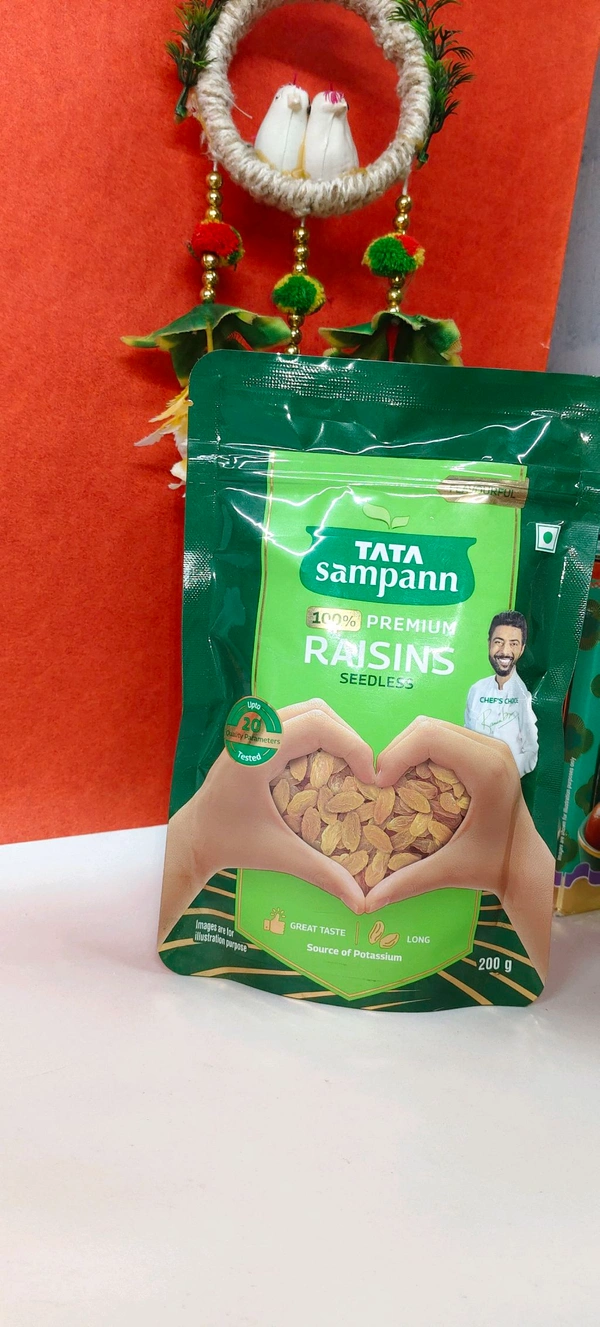 TATA
sampann
100% PREMIUM
RAISINS
SEEDLESS
CHEF'S CHOICE
Upto
20
Quality Parameters
Tested
GREAT TASTE
LONG
Source of Potassium
Images are for
illustration purpose
200 g